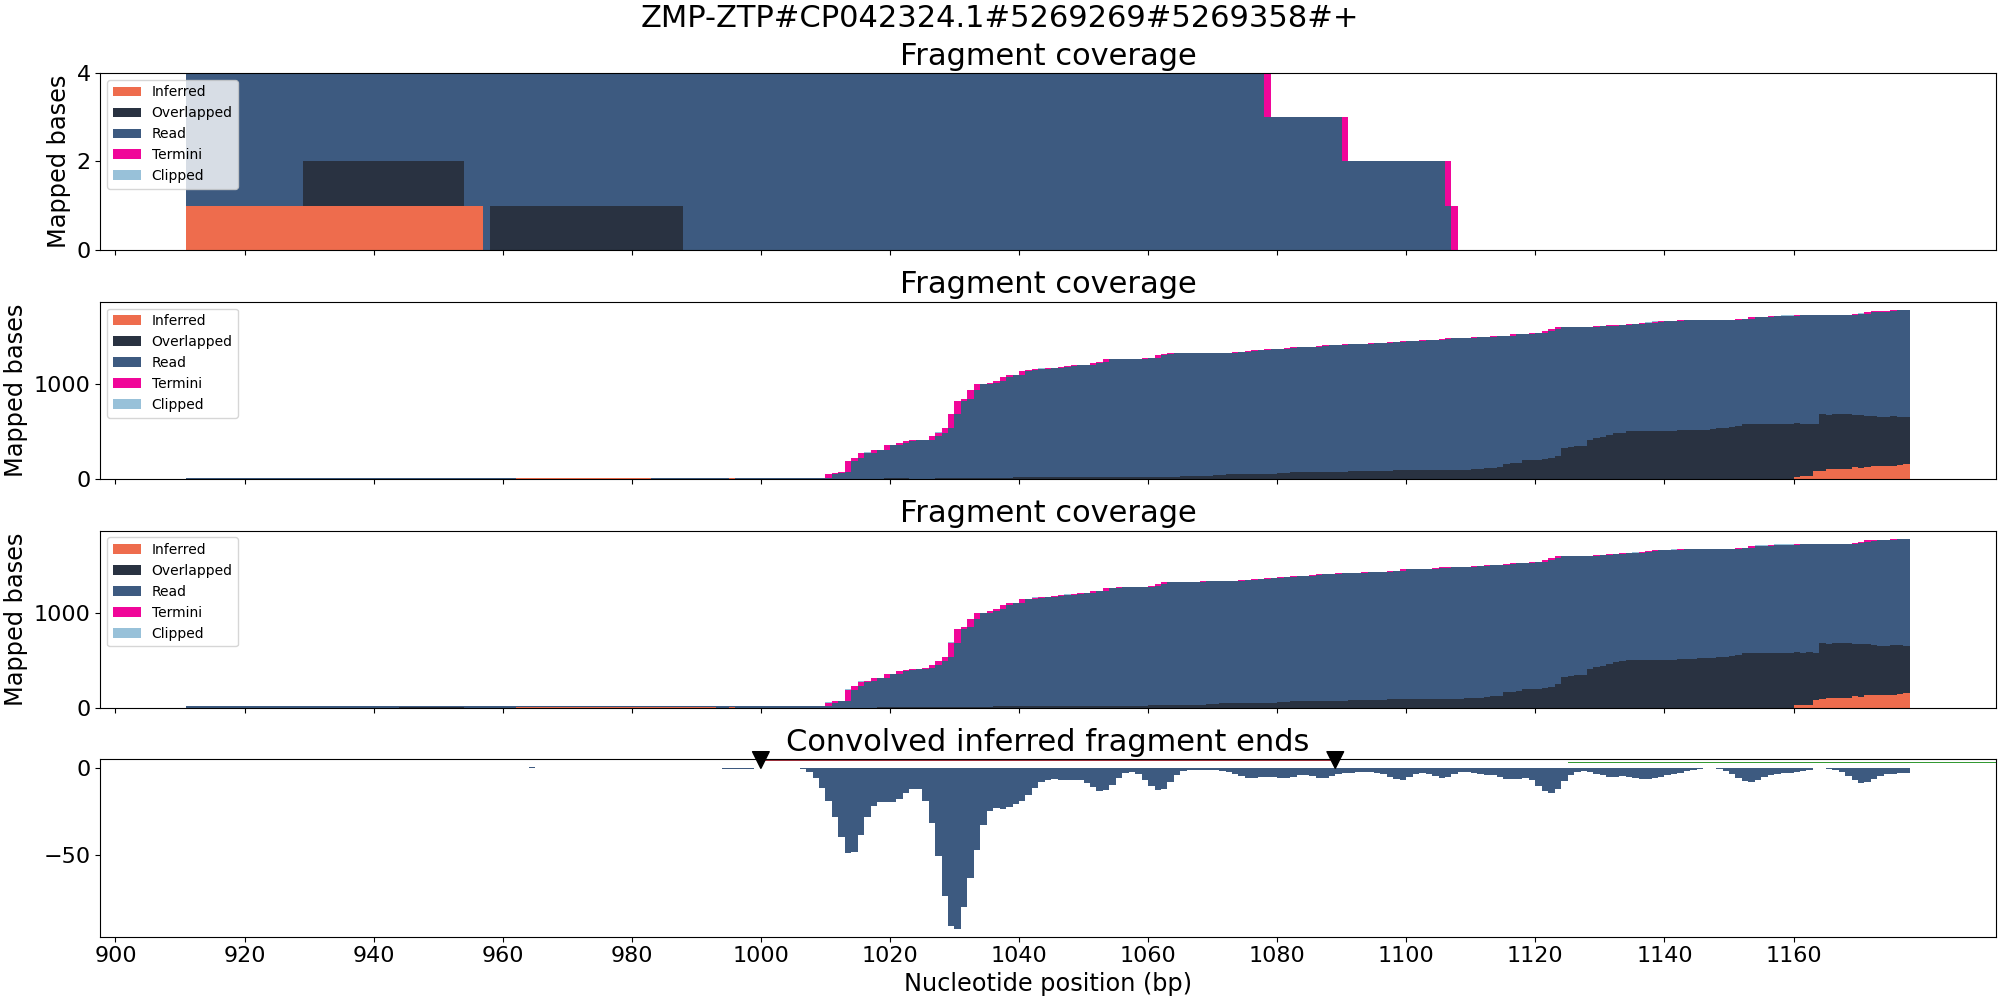 ZMP-ZTP#CP042324.1#5269269#5269358#+
Fragment coverage
Mapped bases
4
2
0
Inferred
Overlapped
Read
Termini
Clipped
Fragment coverage
Mapped bases
1000
0
Inferred
Overlapped
Read
Termini
Clipped
Fragment coverage
Mapped bases
1000
0
Inferred
Overlapped
Read
Termini
Clipped
Convolved inferred fragment ends
0
−50
900 920 940 960 980 1000 1020 1040 1060 1080 1100 1120 1140 1160
Nucleotide position (bp)